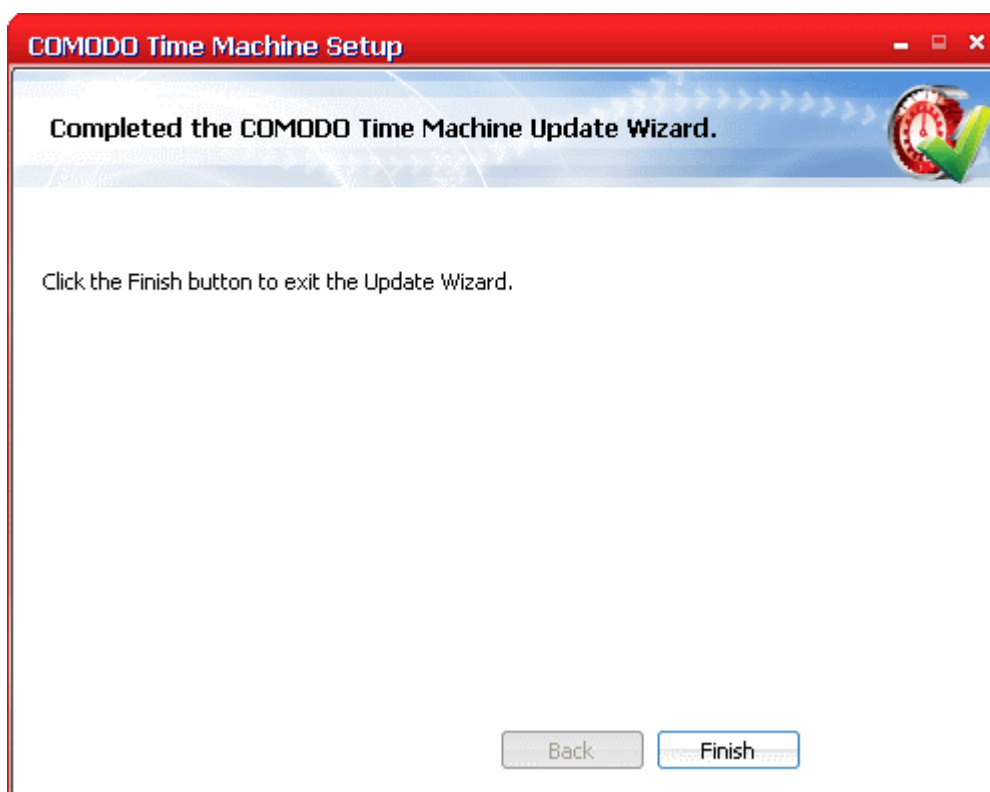 COMODO Time Machine Setup
Completed the COMODO Time Machine Update Wizard.
Click the Finish button to exit the Update Wizard.
Back Finish